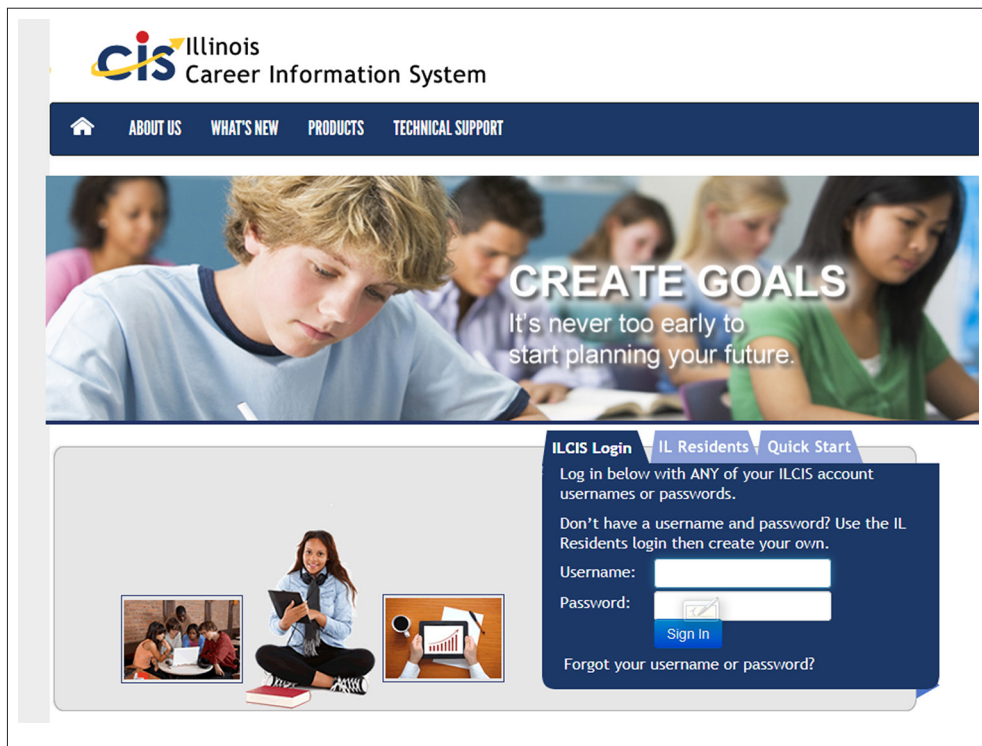 cis Illinois
Career Information System
ABOUT US WHAT'S NEW PRODUCTS TECHNICAL SUPPORT
CREATE GOALS
It's never too early to
start planning your future.
ILCIS Login IL Residents Quick Start
Log in below with ANY of your ILCIS account
usernames or passwords.
Don't have a username and password? Use the IL
Residents login then create your own.
Username:
Password:
Sign In
Forgot your username or password?